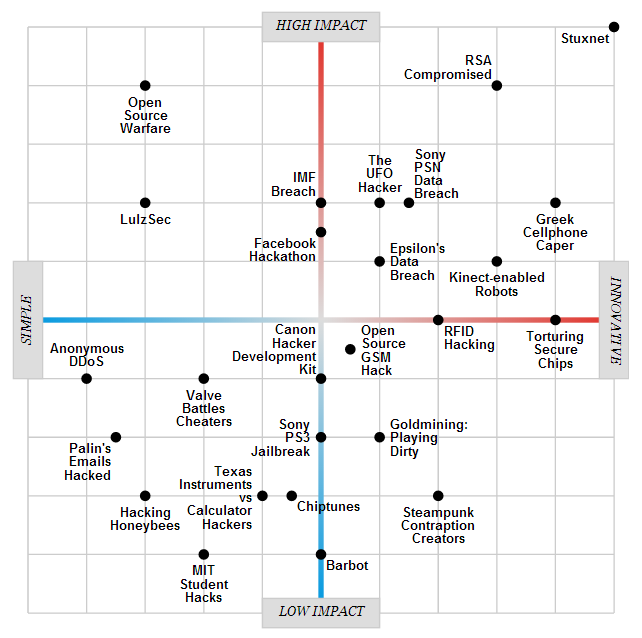 HIGH IMPACT
Stuxnet
RSA
Compromised
Open
Source
Warfare
IMF
Breach
The
UFO
Hacker
Sony
PSN
Data
Breach
LulzSec
Greek
Cellphone
Caper
Facebook
Hackathon
Epsilon's
Data
Breach
Kinect-enabled
Robots
SIMPLE
INNOVATIVE
Canon
Hacker
Development
Kit
Open
Source
GSM
Hack
RFID
Hacking
Torturing
Secure
Chips
Anonymous
DDoS
Valve
Battles
Cheaters
Sony
PS3
Jailbreak
Goldmining:
Playing
Dirty
Palin's
Emails
Hacked
Texas
Instruments
vs
Calculator
Hackers
Hacking
Honeybees
Chiptunes
Steampunk
Contraption
Creators
MIT
Student
Hacks
Barbot
LOW IMPACT